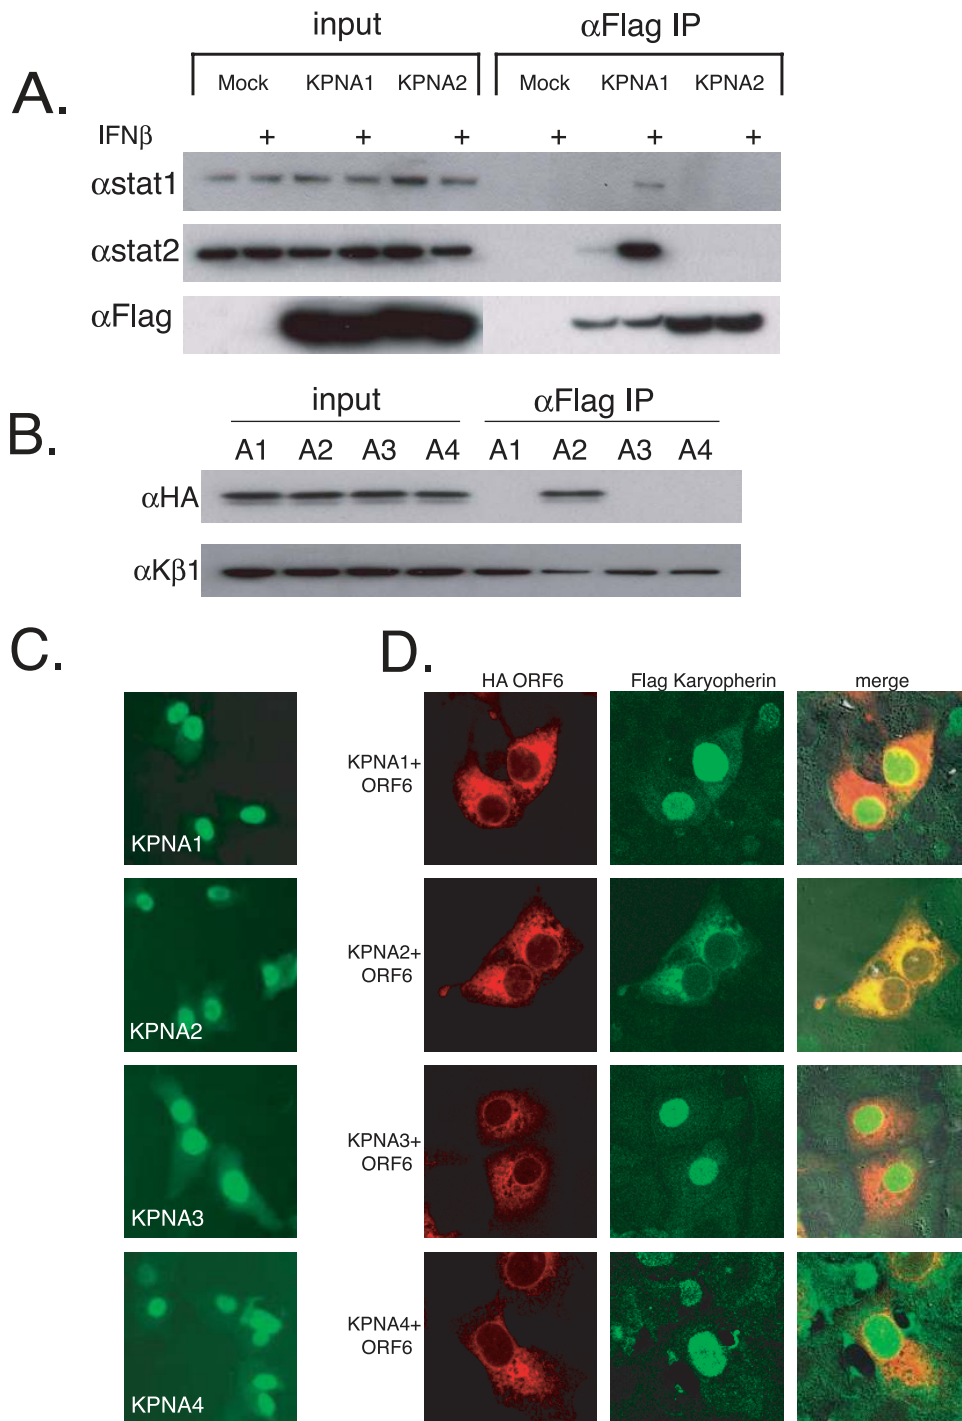 input αFlag IP
A.
Mock KPNA1 KPNA2 Mock KPNA1 KPNA2
IFNβ + + + + + +
αstat1
αstat2
αFlag
B.
input αFlag IP
A1 A2 A3 A4 A1 A2 A3 A4
αHA
αKβ1
C.
KPNA1
KPNA2
KPNA3
KPNA4
D.
HA ORF6 Flag Karyopherin merge
KPNA1+
ORF6
KPNA2+
ORF6
KPNA3+
ORF6
KPNA4+
ORF6